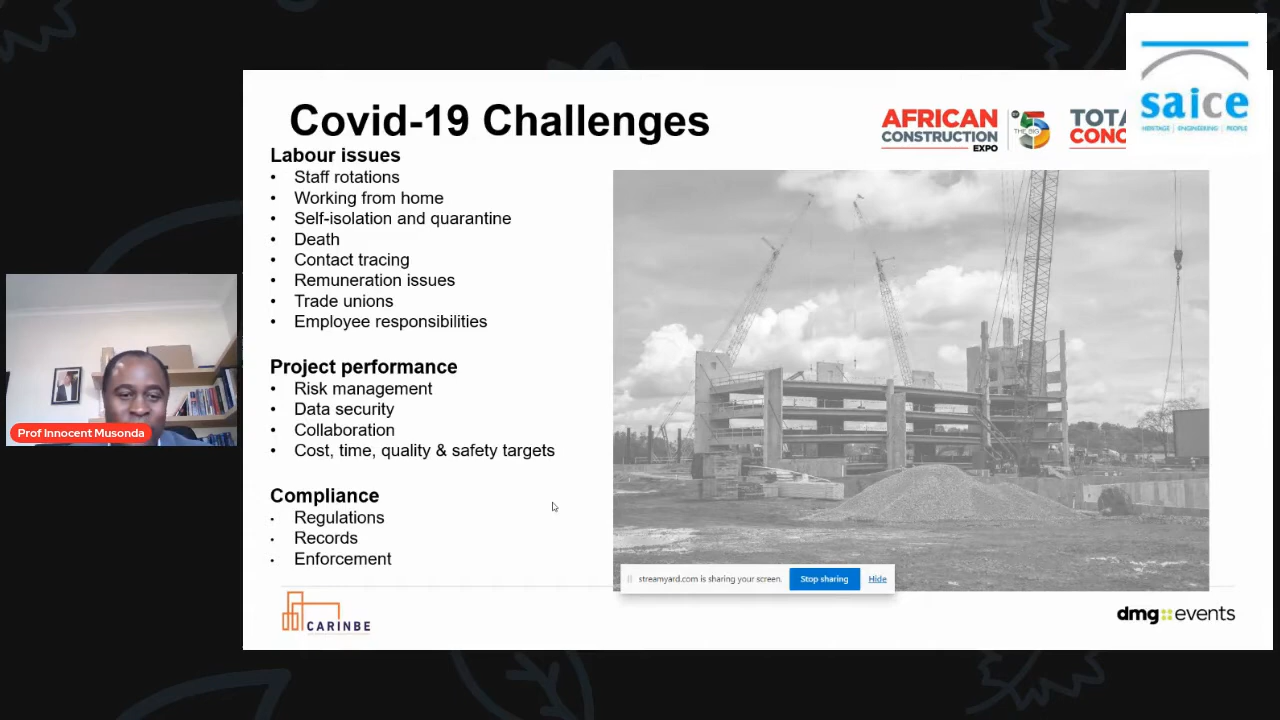 Covid-19 Challenges
AFRICAN
CONSTRUCTION
EXPO
THE BIG
5
TOTA
CONC
saice
HERITAGE | ENGINEERING | PEOPLE
Labour issues
• Staff rotations
• Working from home
• Self-isolation and quarantine
• Death
• Contact tracing
• Remuneration issues
• Trade unions
• Employee responsibilities
Project performance
• Risk management
• Data security
• Collaboration
• Cost, time, quality & safety targets
Compliance
• Regulations
• Records
• Enforcement
Prof Innocent Musonda
streamyard.com is sharing your screen.
Stop sharing
Hide
CARINBE
dmg::events